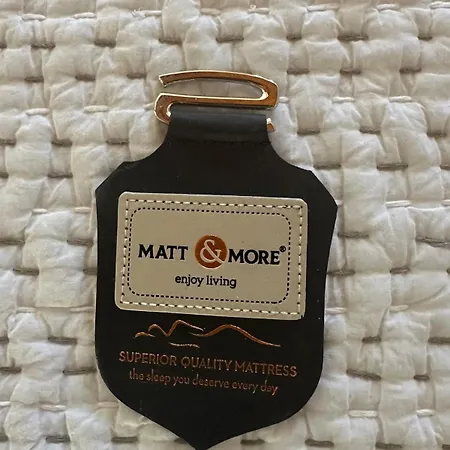 MATT & MORE®
enjoy living
SUPERIOR QUALITY MATTRESS
the sleep you deserve every day